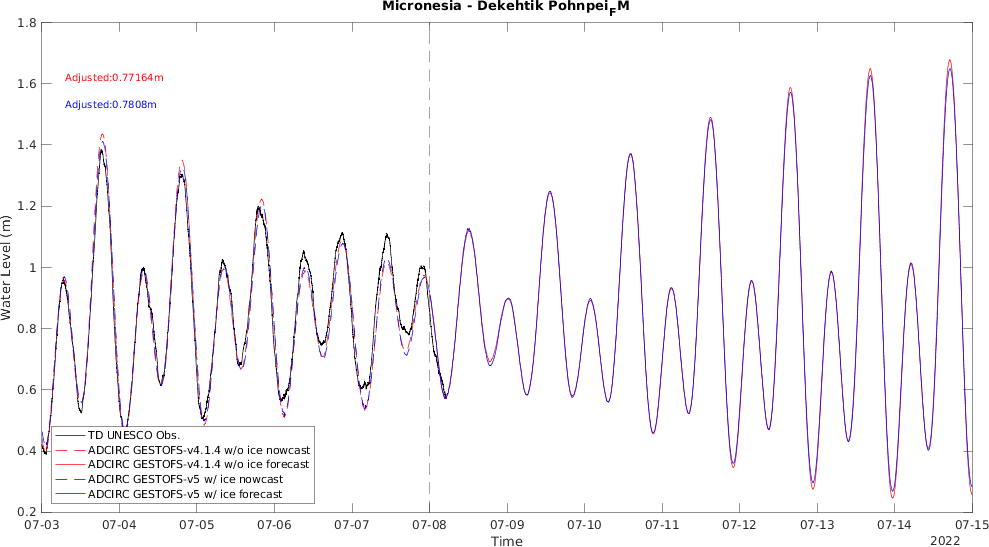 Micronesia - Dekehtik Pohnpei_FM
1.8
1.6
1.4
1.2
1
0.8
0.6
0.4
0.2
Water Level (m)
Adjusted:0.77164m
Adjusted:0.7808m
TD UNESCO Obs.
ADCIRC GESTOFS-v4.1.4 w/o ice nowcast
ADCIRC GESTOFS-v4.1.4 w/o ice forecast
ADCIRC GESTOFS-v5 w/ ice nowcast
ADCIRC GESTOFS-v5 w/ ice forecast
07-03 07-04 07-05 07-06 07-07 07-08 07-09 07-10 07-11 07-12 07-13 07-14 07-15
Time
2022